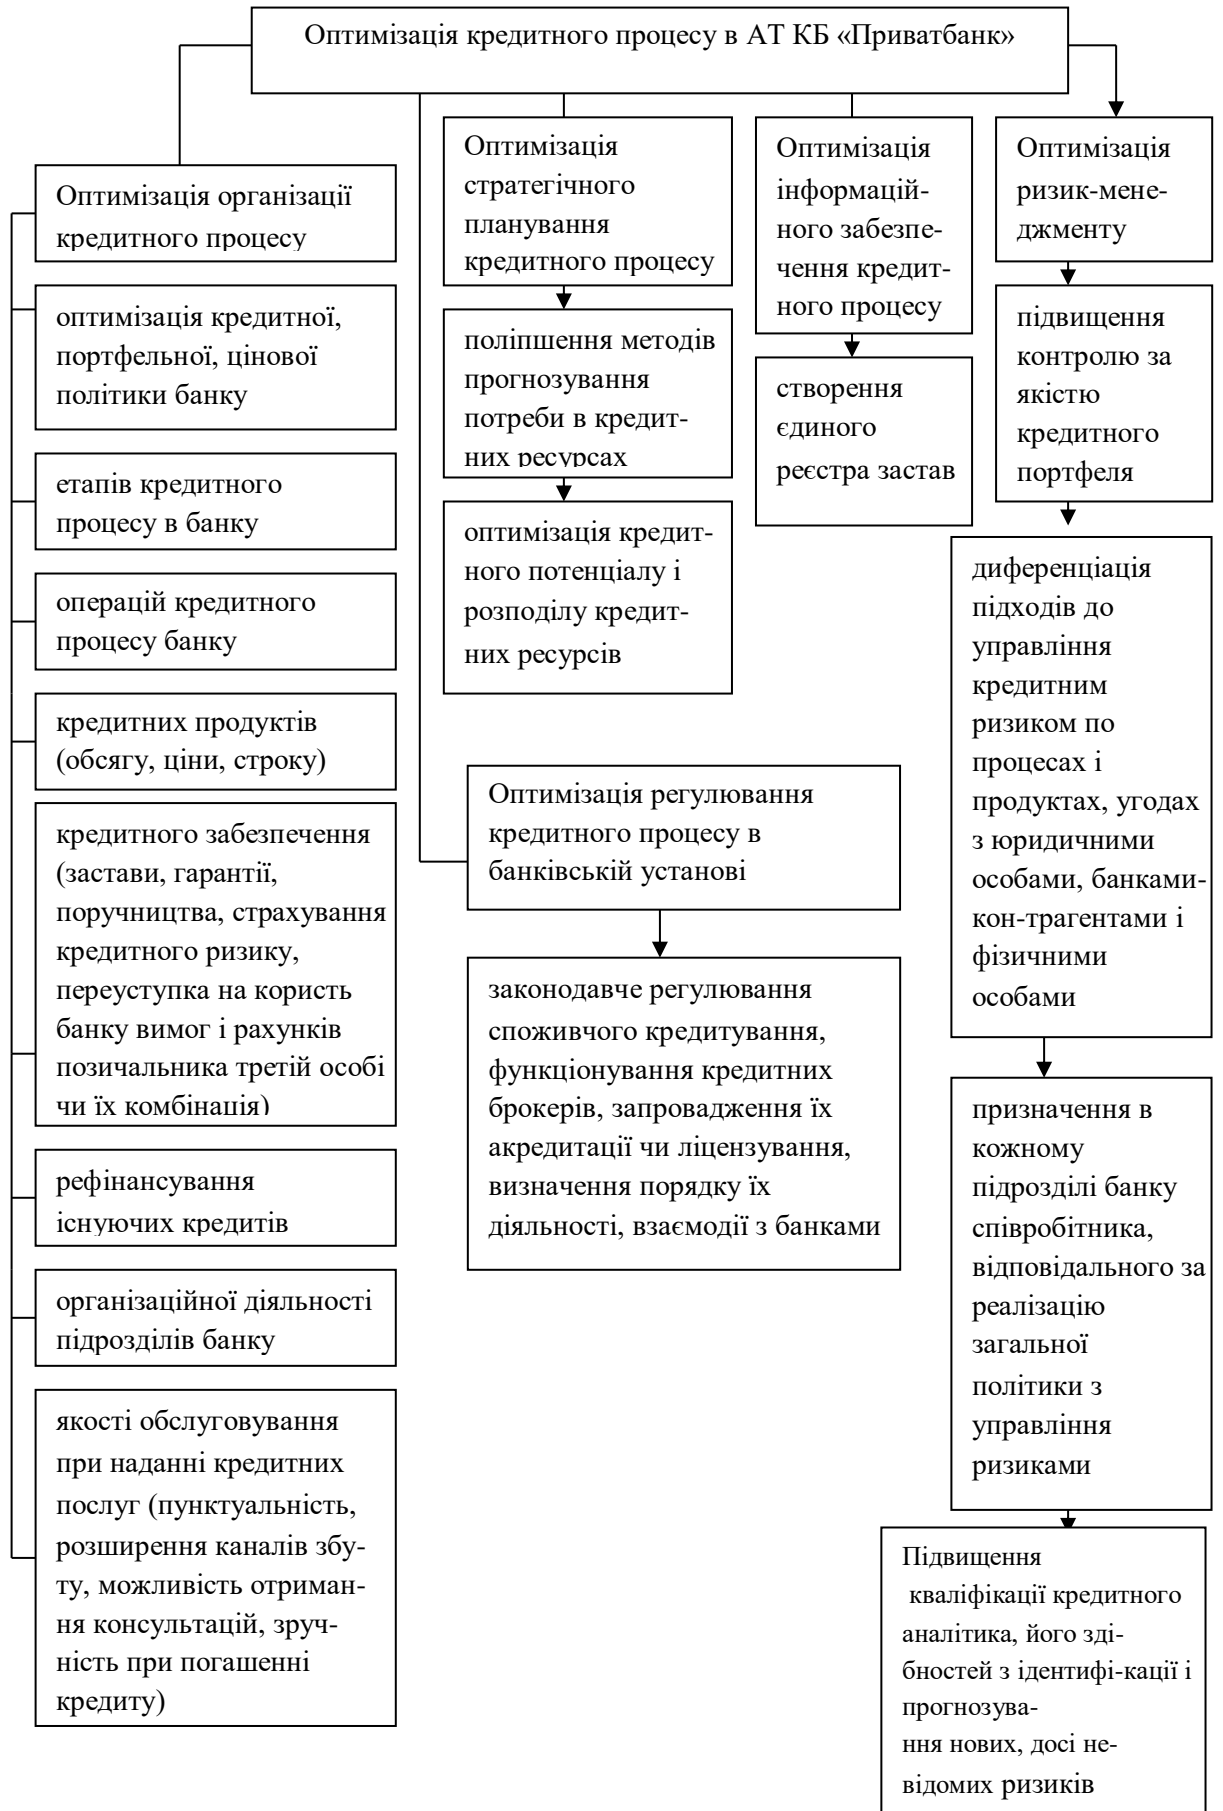 Оптимізація кредитного процесу в АТ КБ «Приватбанк»
Оптимізація організації
кредитного процесу
оптимізація кредитної,
портфельної, цінової
політики банку
етапів кредитного
процесу в банку
операцій кредитного
процесу банку
кредитних продуктів
(обсягу, ціни, строку)
кредитного забезпечення
(застави, гарантії,
поручництва, страхування
кредитного ризику,
переуступка на користь
банку вимог і рахунків
позичальника третій особі
чи їх комбінація)
рефінансування
існуючих кредитів
організаційної діяльності
підрозділів банку
якості обслуговування
при наданні кредитних
послуг (пунктуальність,
розширення каналів збу-
ту, можливість отриман-
ня консультацій, зруч-
ність при погашенні
кредиту)
Оптимізація
стратегічного
планування
кредитного процесу
поліпшення методів
прогнозування
потреби в кредит-
них ресурсах
оптимізація кредит-
ного потенціалу і
розподілу кредит-
них ресурсів
Оптимізація регулювання
кредитного процесу в
банківській установі
законодавче регулювання
споживчого кредитування,
функціонування кредитних
брокерів, запровадження їх
акредитації чи ліцензування,
визначення порядку їх
діяльності, взаємодії з банками
Оптимізація
інформацій-
ного забезпе-
чення кредит-
ного процесу
створення
єдиного
реєстра застав
Оптимізація
ризик-мене-
джменту
підвищення
контролю за
якістю
кредитного
портфеля
диференціація
підходів до
управління
кредитним
ризиком по
процесах і
продуктах, угодах
з юридичними
особами, банками-
кон-трагентами і
фізичними
особами
призначення в
кожному
підрозділі банку
співробітника,
відповідального за
реалізацію
загальної
політики з
управління
ризиками
Підвищення
кваліфікації кредитного
аналітика, його зді-
бностей з ідентифі-кації і
прогнозува-
ння нових, досі не-
відомих ризиків